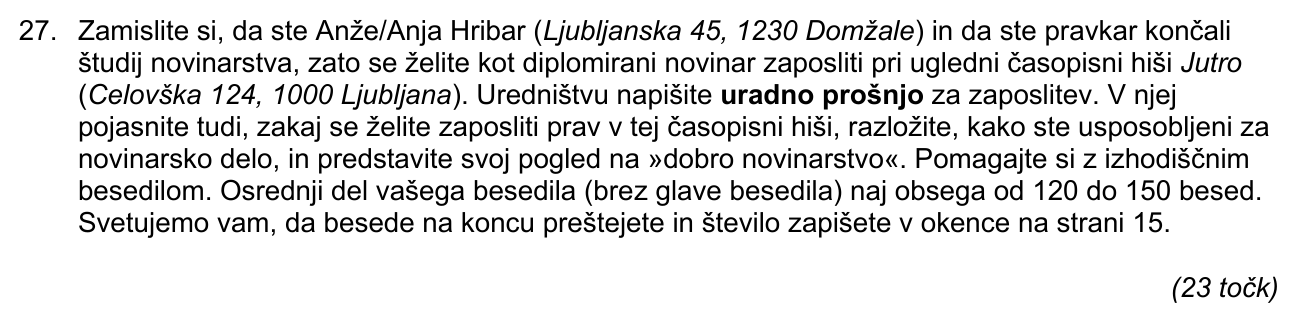 27. Zamislite si, da ste Anže/Anja Hribar (Ljubljanska 45, 1230 Domžale) in da ste pravkar končali
študij novinarstva, zato se želite kot diplomirani novinar zaposliti pri ugledni časopisni hiši Jutro
(Celovška 124, 1000 Ljubljana). Uredništvu napišite uradno prošnjo za zaposlitev. V njej
pojasnite tudi, zakaj se želite zaposliti prav v tej časopisni hiši, razložite, kako ste usposobljeni za
novinarsko delo, in predstavite svoj pogled na »dobro novinarstvo«. Pomagajte si z izhodiščnim
besedilom. Osrednji del vašega besedila (brez glave besedila) naj obsega od 120 do 150 besed.
Svetujemo vam, da besede na koncu preštejete in število zapišete v okence na strani 15.
(23 točk)